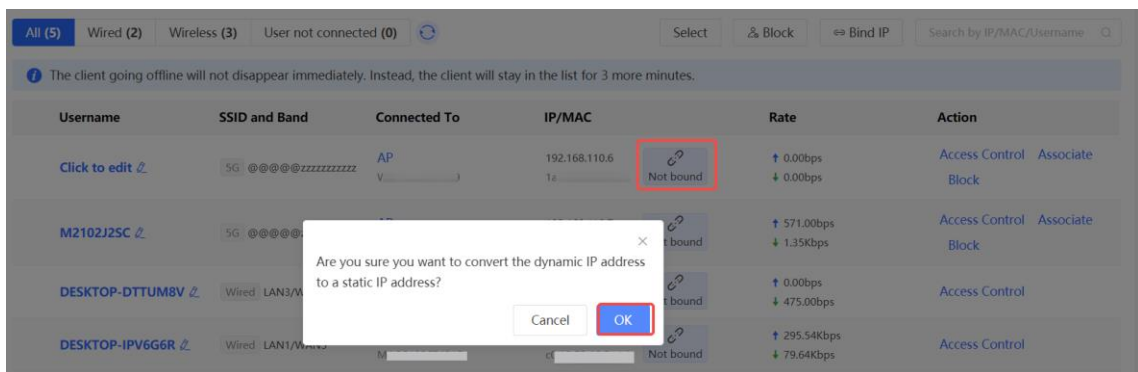 All (5) Wired (2) Wireless (3) User not connected (0) Select Block Bind IP Search by IP/MAC/Username
The client going offline will not disappear immediately. Instead, the client will stay in the list for 3 more minutes.
Username SSID and Band Connected To IP/MAC Rate Action
Click to edit 5G @@@@@zzzzzzzzzzz AP 192.168.110.6 Not bound 0.00bps 0.00bps Access Control Associate Block
M2102J2SC 5G bound 571.00bps 1.35Kbps Access Control Associate Block
Are you sure you want to convert the dynamic IP address
to a static IP address?
Cancel OK
DESKTOP-DTTUM8V Wired bound 0.00bps 475.00bps Access Control
DESKTOP-IPV6G6R Wired Not bound 295.54Kbps 79.64Kbps Access Control